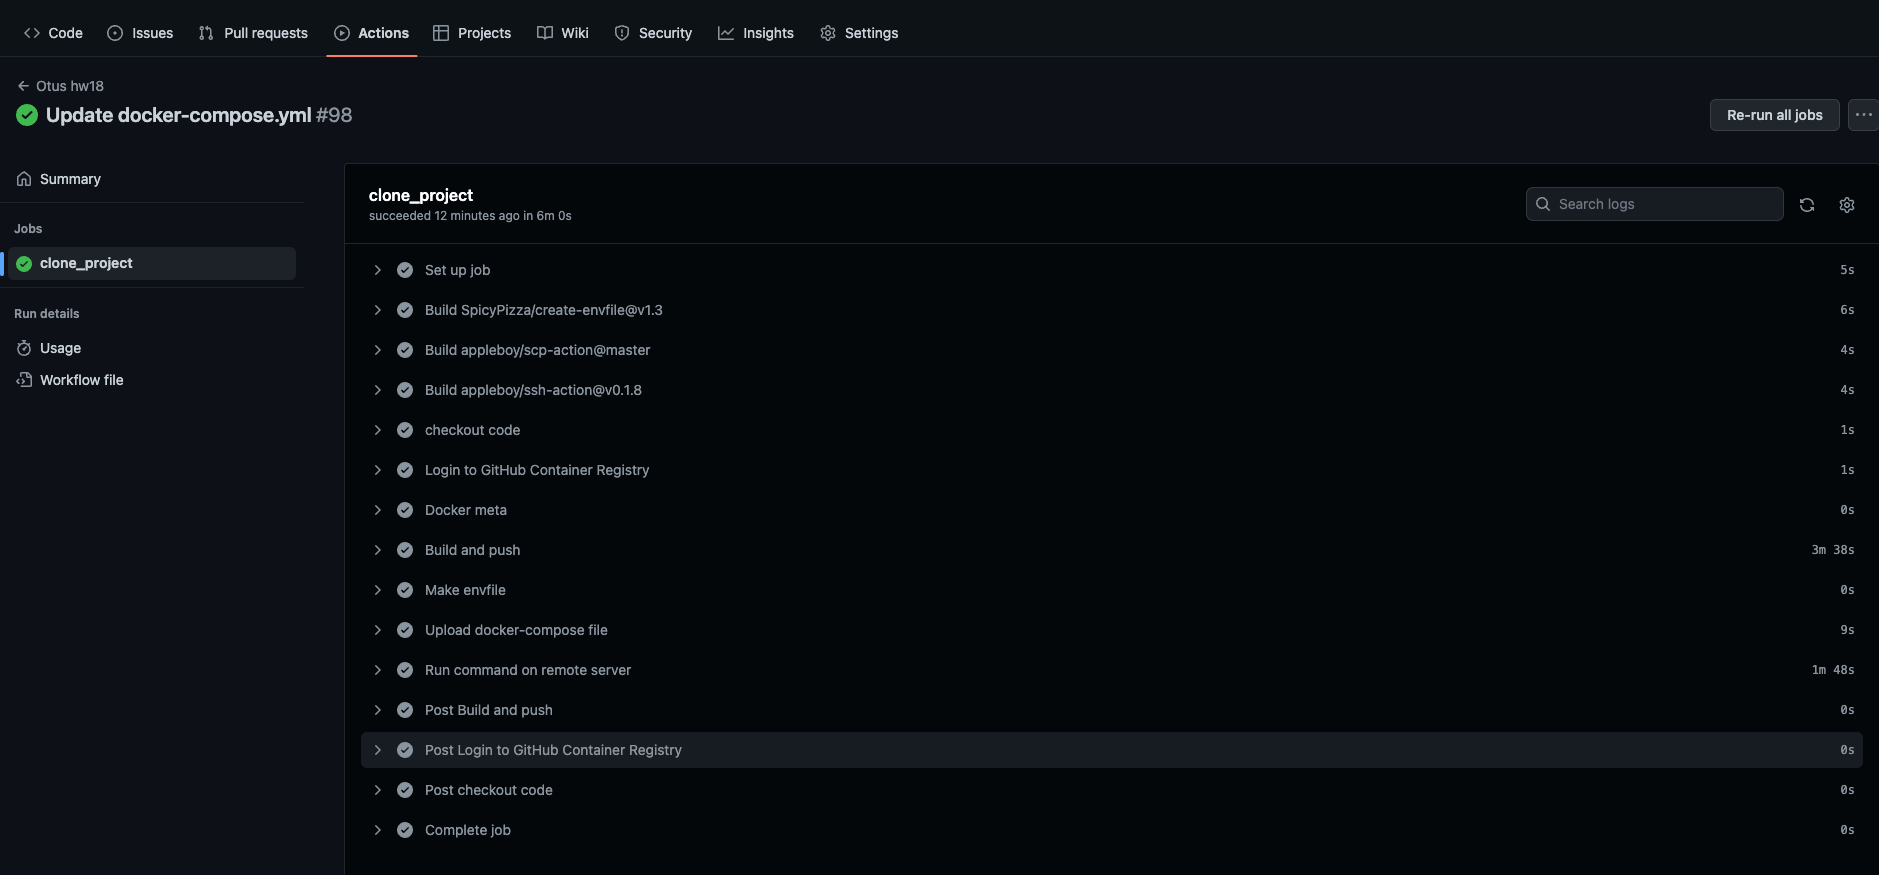 Code Issues Pull requests Actions Projects Wiki Security Insights Settings
Otus hw18
Update docker-compose.yml #98
Re-run all jobs
Summary
Jobs
clone_project
Run details
Usage
Workflow file
clone_project
succeeded 12 minutes ago in 6m 0s
Search logs
Set up job 5s
Build SpicyPizza/create-envfile@v1.3 6s
Build appleboy/scp-action@master 4s
Build appleboy/ssh-action@v0.1.8 4s
checkout code 1s
Login to GitHub Container Registry 1s
Docker meta 0s
Build and push 3m 38s
Make envfile 0s
Upload docker-compose file 9s
Run command on remote server 1m 48s
Post Build and push 0s
Post Login to GitHub Container Registry 0s
Post checkout code 0s
Complete job 0s